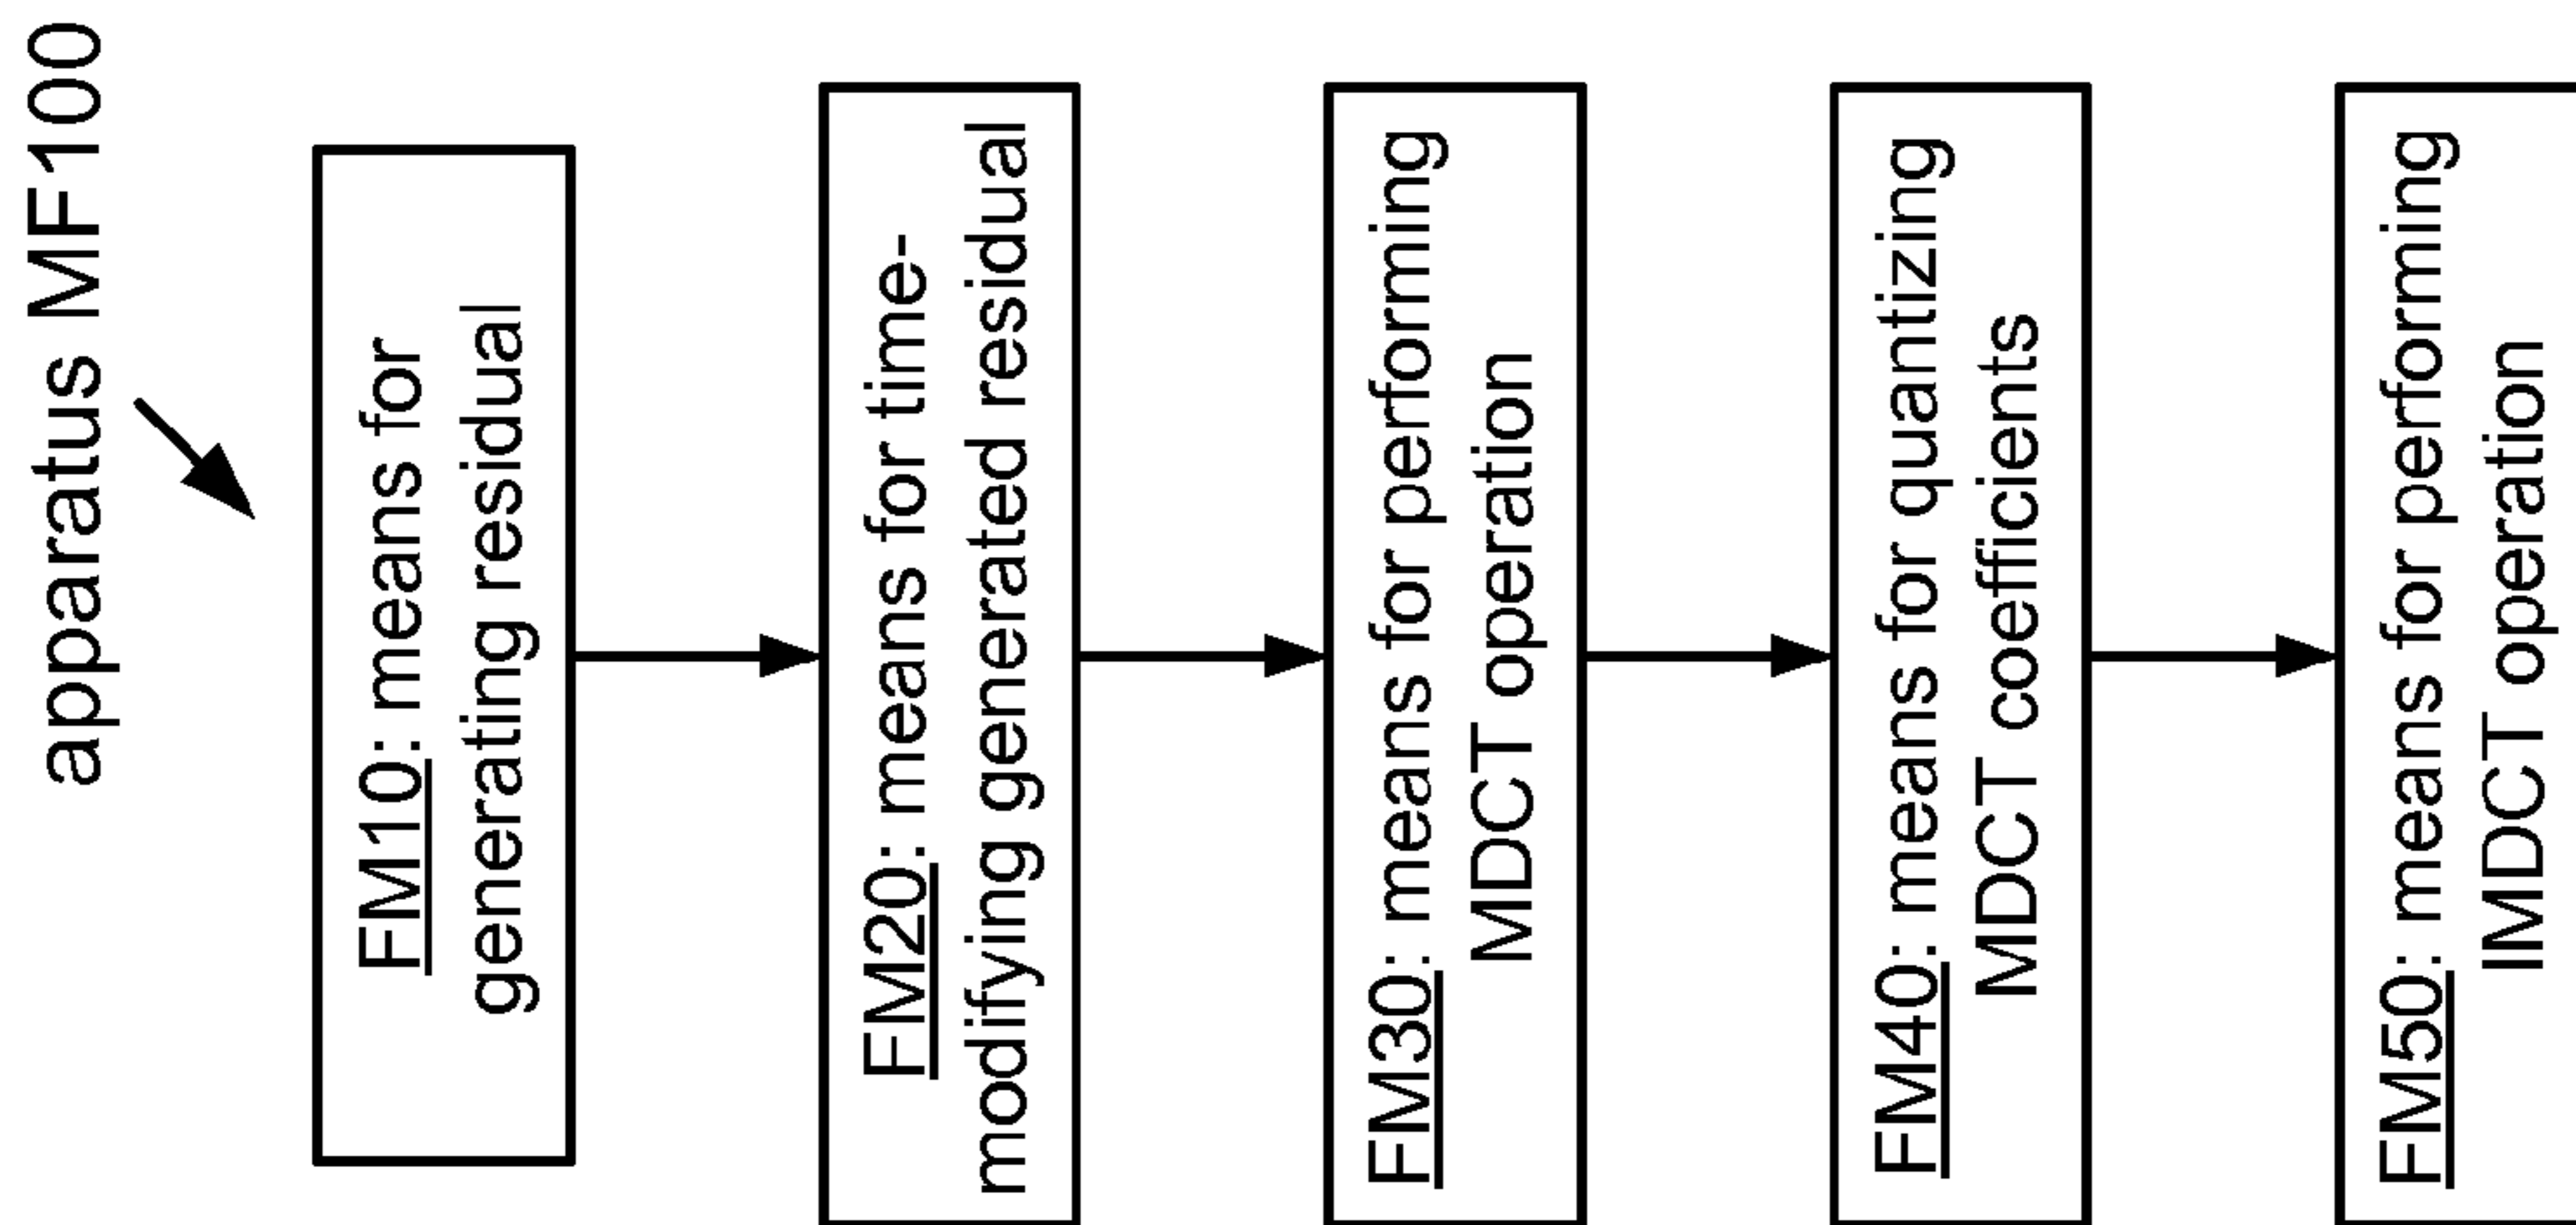 apparatus MF100
FM10: means for
generating residual
FM20: means for time-
modifying generated residual
FM30: means for performing
MDCT operation
FM40: means for quantizing
MDCT coefficients
FM50: means for performing
IMDCT operation